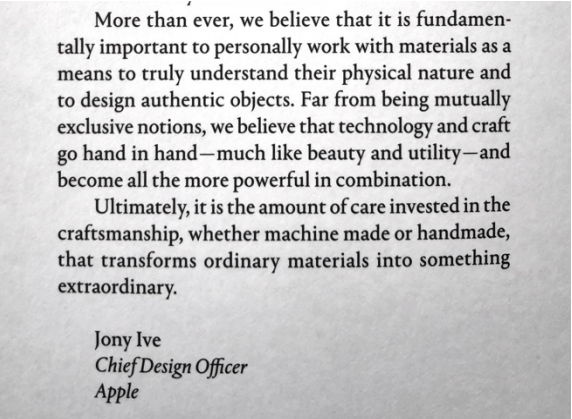 More than ever, we believe that it is fundamen-
tally important to personally work with materials as a
means to truly understand their physical nature and
to design authentic objects. Far from being mutually
exclusive notions, we believe that technology and craft
go hand in hand—much like beauty and utility—and
become all the more powerful in combination.
Ultimately, it is the amount of care invested in the
craftsmanship, whether machine made or handmade,
that transforms ordinary materials into something
extraordinary.
Jony Ive
Chief Design Officer
Apple